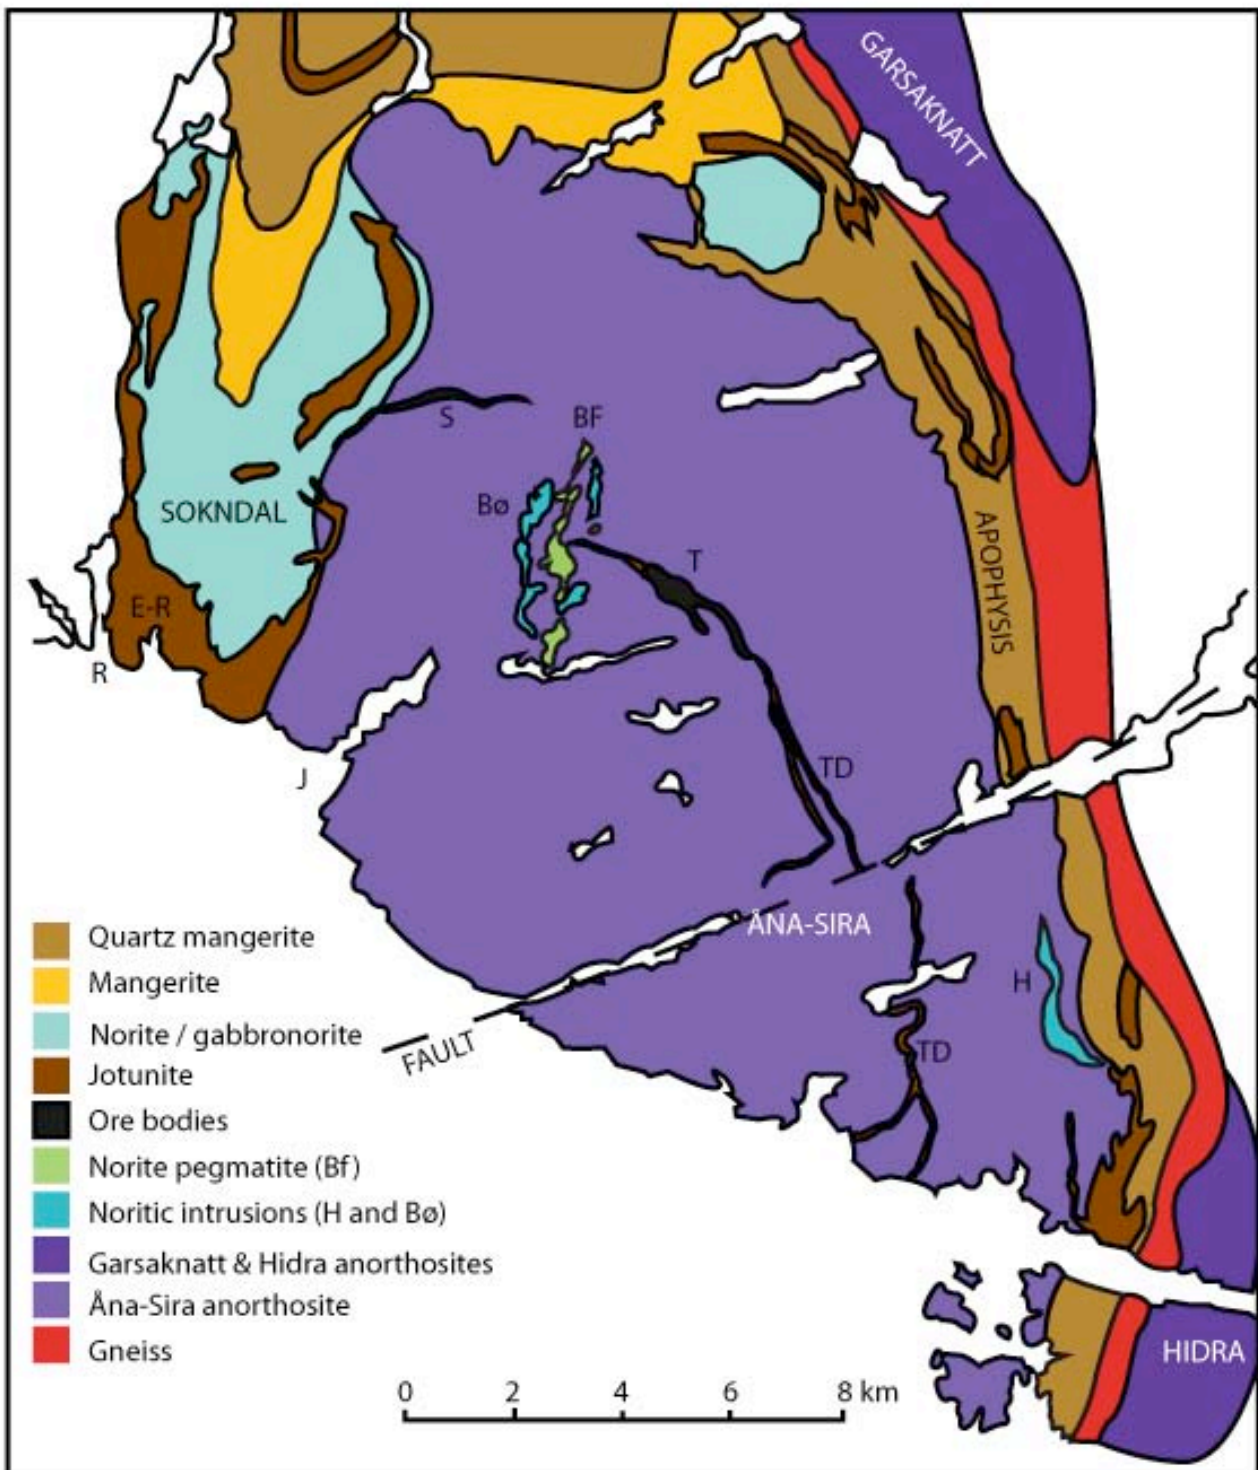 GARSAKNATT
S
BF
Bø
SOKNDAL
T
APOPHYSIS
E-R
R
J
TD
ÅNA-SIRA
H
FAULT
TD
Quartz mangerite
Mangerite
Norite / gabbronorite
Jotunite
Ore bodies
Norite pegmatite (Bf)
Noritic intrusions (H and Bø)
Garsaknatt & Hidra anorthosites
Åna-Sira anorthosite
Gneiss
HIDRA
0 2 4 6 8 km